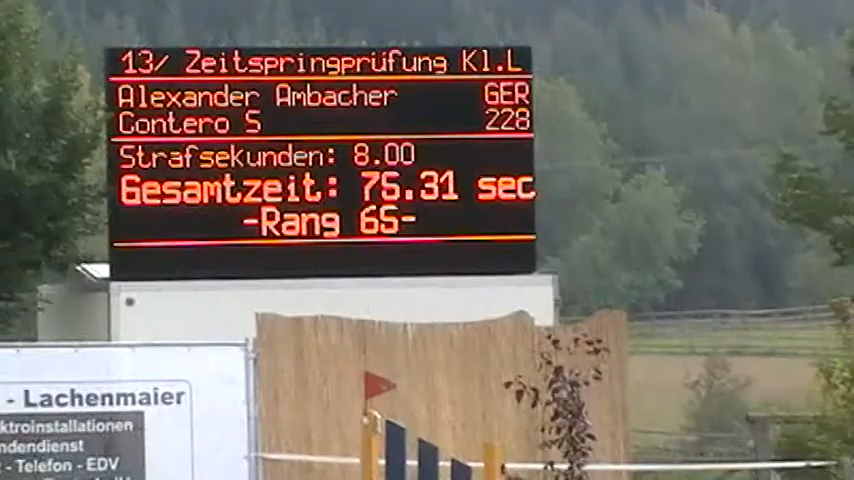 13/ Zeitspringprüfung Kl.L
Alexander Ambacher GER
Contero S 228
Strafsekunden: 8.00
Gesamtzeit: 75.31 sec
-Rang 65-
- Lachenmaier
ktroinstallationen
ndendienst
- Telefon - EDV